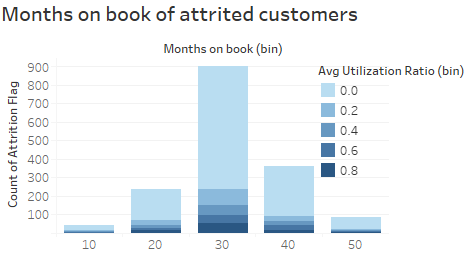 Months on book of attrited customers
Months on book (bin)
Avg Utilization Ratio (bin)
0.0
0.2
0.4
0.6
0.8
Count of Attrition Flag
900
800
700
600
500
400
300
200
100
10 20 30 40 50